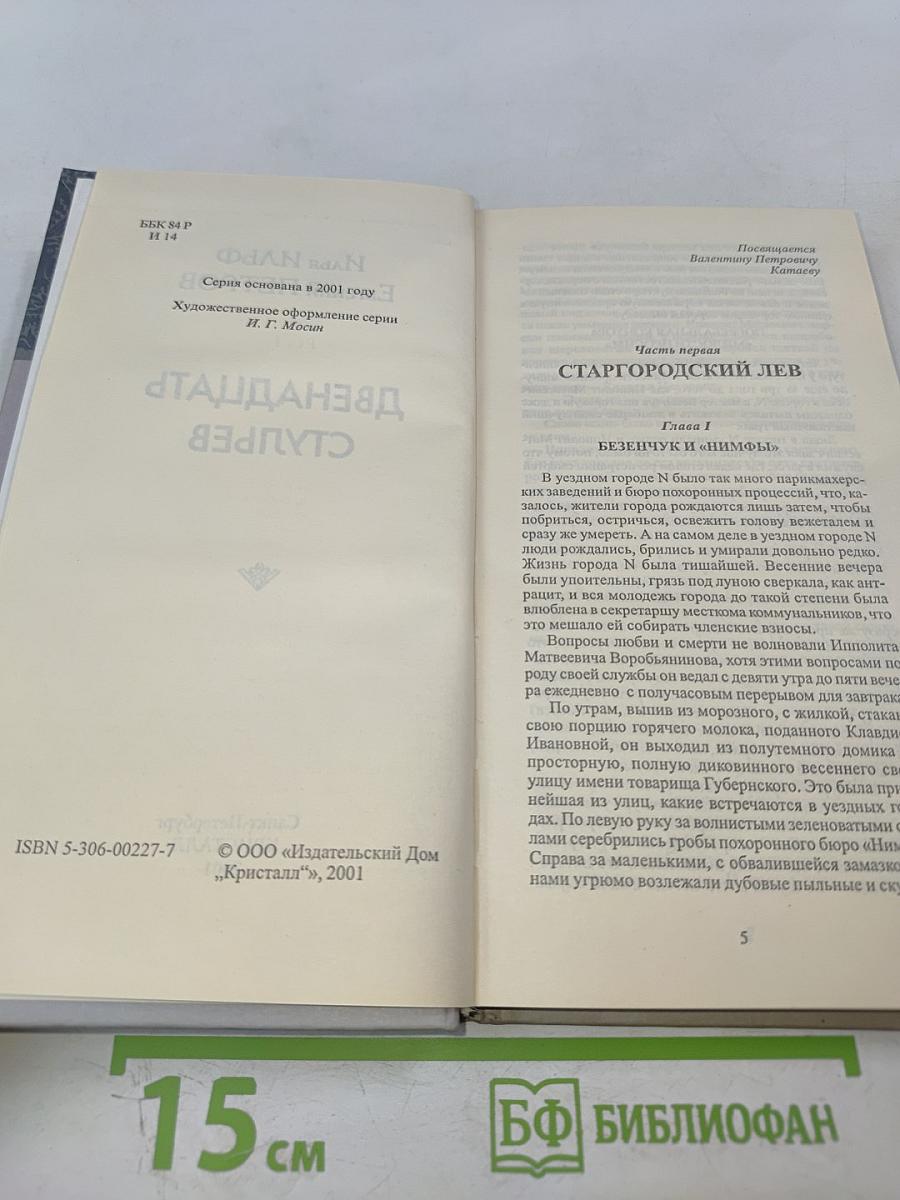 ББК 84 Р
И 14
Серия основана в 2001 году
Художественное оформление серии
И. Г. Мосин
ДВЕНАДЦАТЬ
СТУЛЬЕВ
ISBN 5-306-00227-7 © ООО «Издательский Дом
„Кристалл“», 2001
Посвящается
Валентину Петровичу
Катаеву
Часть первая
СТАРГОРОДСКИЙ ЛЕВ
Глава I
БЕЗЕНЧУК И «НИМФЫ»
В уездном городе N было так много парикмахерс-
ких заведений и бюро похоронных процессий, что, ка-
залось, жители города рождаются лишь затем, чтобы
побриться, остричься, освежить голову вежеталем и
сразу же умереть. А на самом деле в уездном городе N
люди рождались, брились и умирали довольно редко.
Жизнь города N была тишайшей. Весенние вечера
были упоительны, грязь под луною сверкала, как ант-
рацит, и вся молодежь города до такой степени была
влюблена в секретаршу месткома коммунальников, что
это мешало ей собирать членские взносы.
Вопросы любви и смерти не волновали Ипполита
Матвеевича Воробьянинова, хотя этими вопросами по
роду своей службы он ведал с девяти утра до пяти вече-
ра ежедневно с получасовым перерывом для завтрака
По утрам, выпив из морозного, с жилкой, стакан
свою порцию горячего молока, поданного Клавди
Ивановной, он выходил из полутемного домика
просторную, полную диковинного весеннего све
улицу имени товарища Губернского. Это была при
нейшая из улиц, какие встречаются в уездных го
дах. По левую руку за волнистыми зеленоватыми с
лами серебрились гробы похоронного бюро «Ним
Справа за маленькими, с обвалившейся замазко
нами угрюмо возлежали дубовые пыльные и ску
5
15 см
БФ БИБЛИОФАН